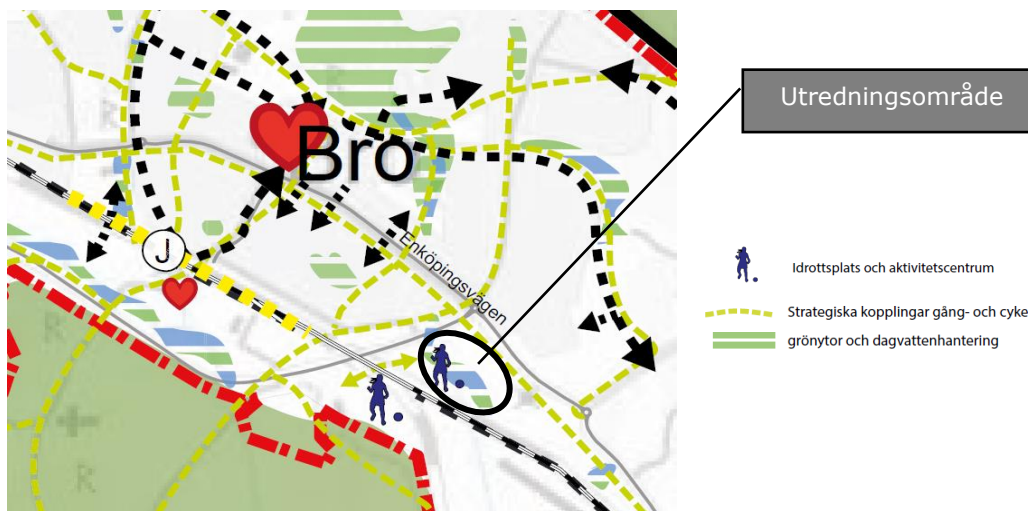 Utredningsområde
Bro
J
Enköpingsvägen
Idrottsplats och aktivitetscentrum
Strategiska kopplingar gång- och cyke
grönytor och dagvattenhantering
R
R
R